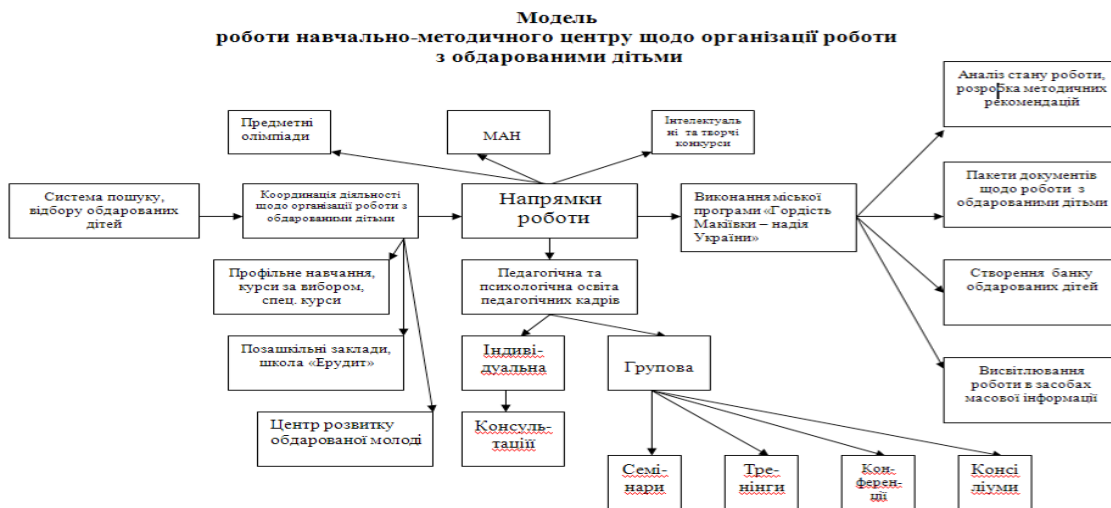 Модель
роботи навчально-методичного центру щодо організації роботи
з обдарованими дітьми
Предметні
олімпіади
МАН
Інтелектуаль
ні та творчі
конкурси
Аналіз стану роботи,
розробка методичних
рекомендацій
Система пошуку,
відбору обдарованих
дітей
Координація діяльності
щодо організації роботи з
обдарованими дітьми
Напрямки
роботи
Виконання міської
програми «Гордість
Макіївки – надія
України»
Пакети документів
щодо роботи з
обдарованими дітьми
Профільне навчання,
курси за вибором,
спец. курси
Педагогічна та
психологічна освіта
педагогічних кадрів
Створення банку
обдарованих дітей
Позашкільні заклади,
школа «Ерудит»
Індиві-
дуальна
Групова
Висвітлювання
роботи в засобах
масової інформації
Центр розвитку
обдарованої молоді
Консуль-
таціїї
Семі-
нари
Тре-
нінги
Кон-
ферен-
ції
Консі
ліуми